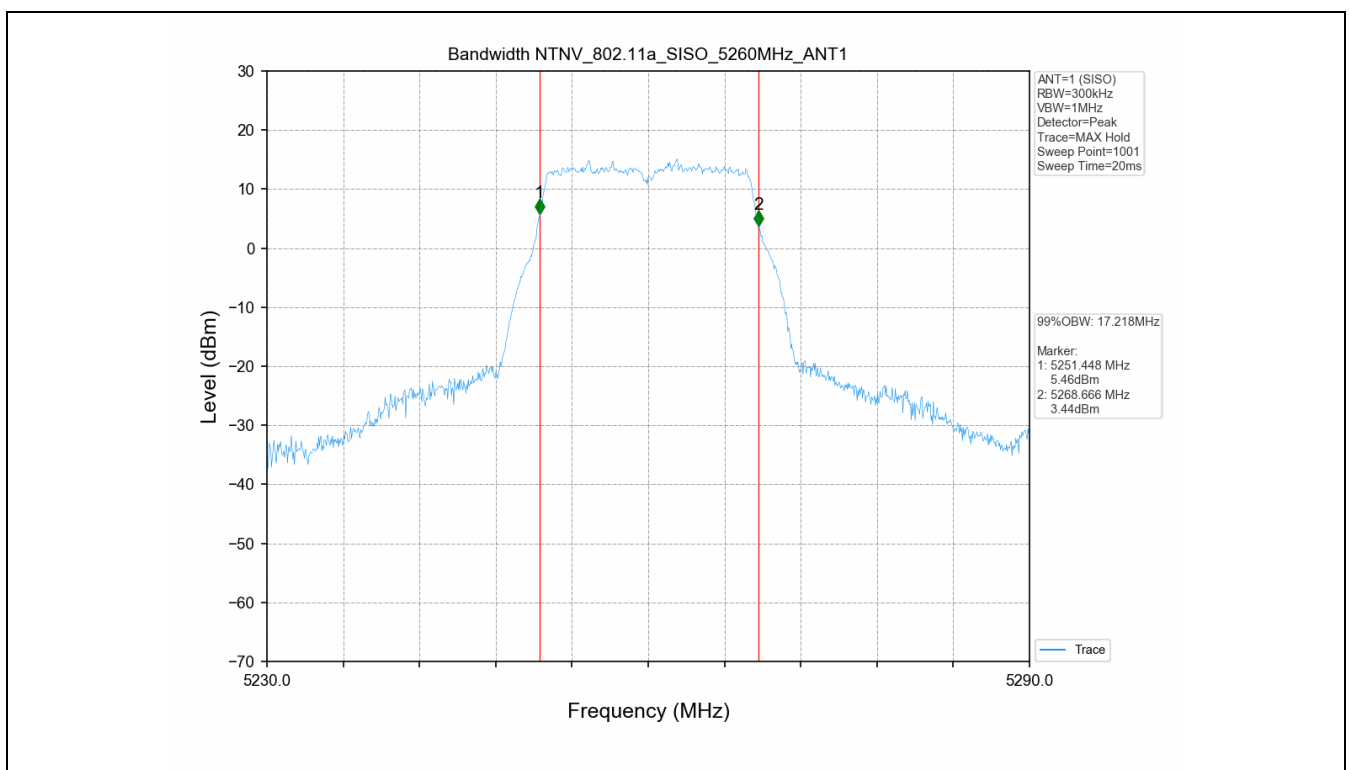 Bandwidth NTNV_802.11a_SISO_5260MHz_ANT1
30
20
10
0
−10
−20
−30
−40
−50
−60
−70
Level (dBm)
1
2
5230.0
5290.0
Frequency (MHz)
ANT=1 (SISO)
RBW=300kHz
VBW=1MHz
Detector=Peak
Trace=MAX Hold
Sweep Point=1001
Sweep Time=20ms
99%OBW: 17.218MHz
Marker:
1: 5251.448 MHz
5.46dBm
2: 5268.666 MHz
3.44dBm
Trace